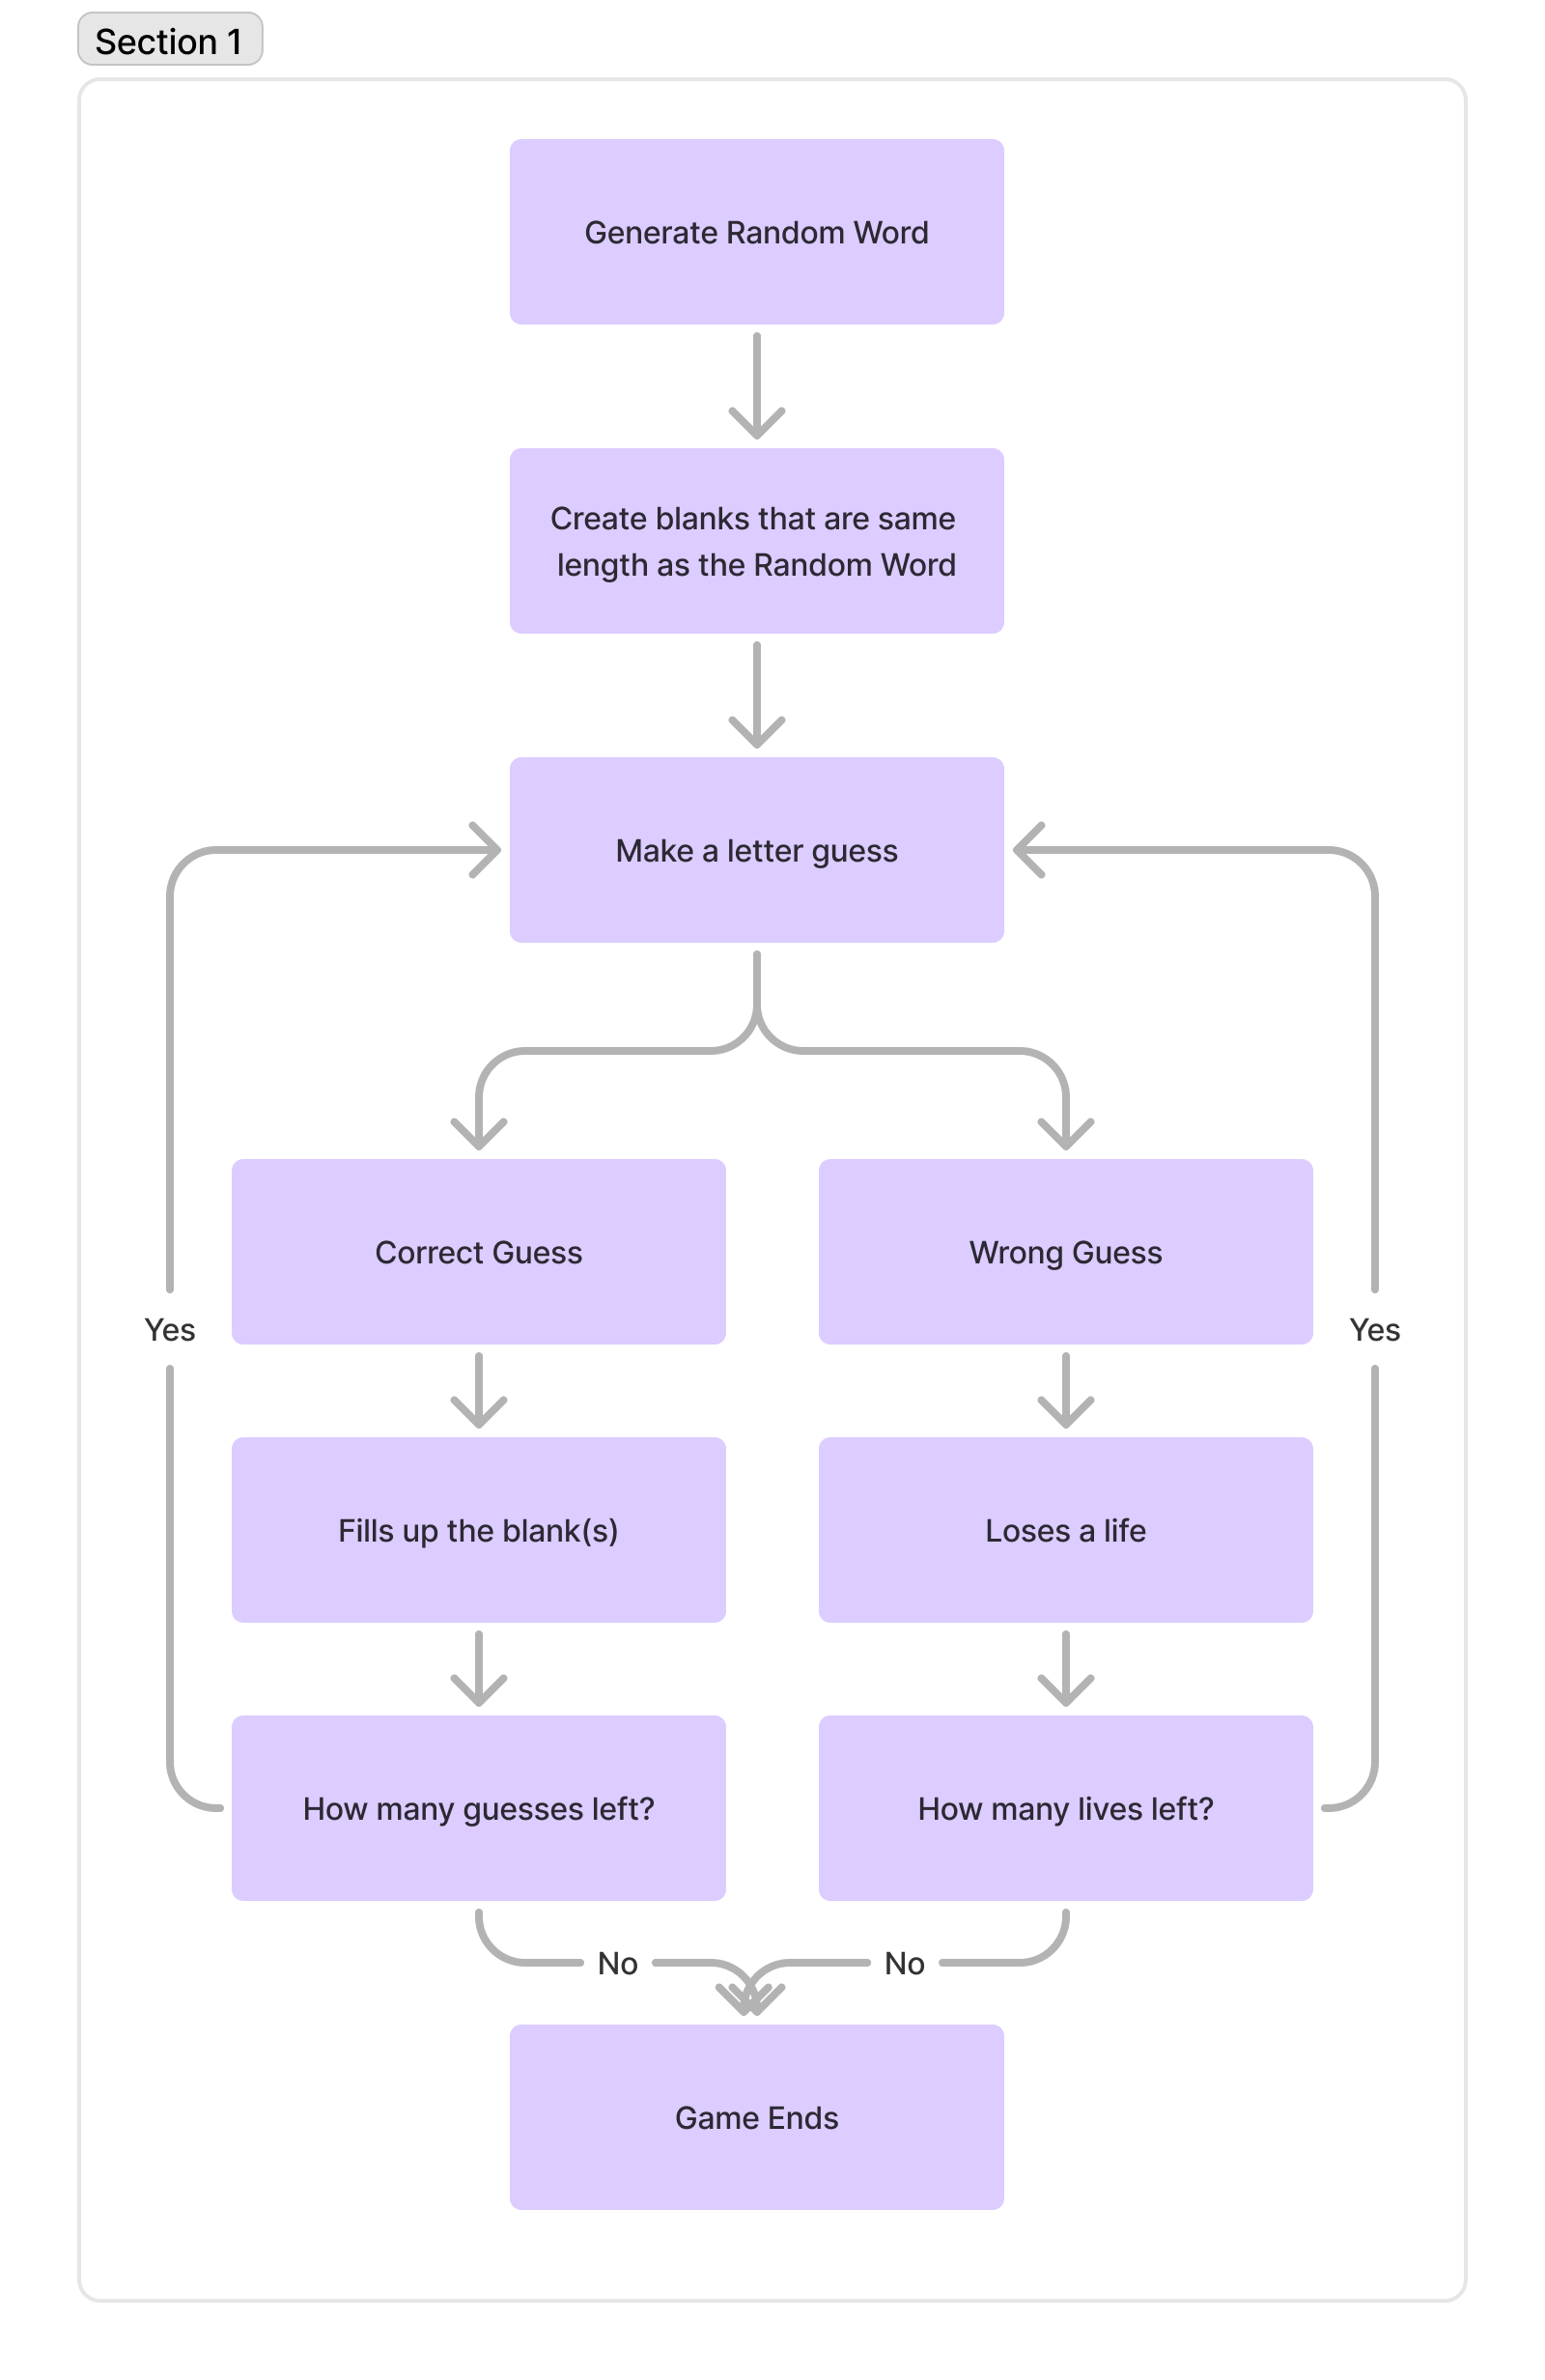 Section 1
Generate Random Word
Create blanks that are same
length as the Random Word
Make a letter guess
Correct Guess
Wrong Guess
Yes
Yes
Fills up the blank(s)
Loses a life
How many guesses left?
How many lives left?
No
No
Game Ends